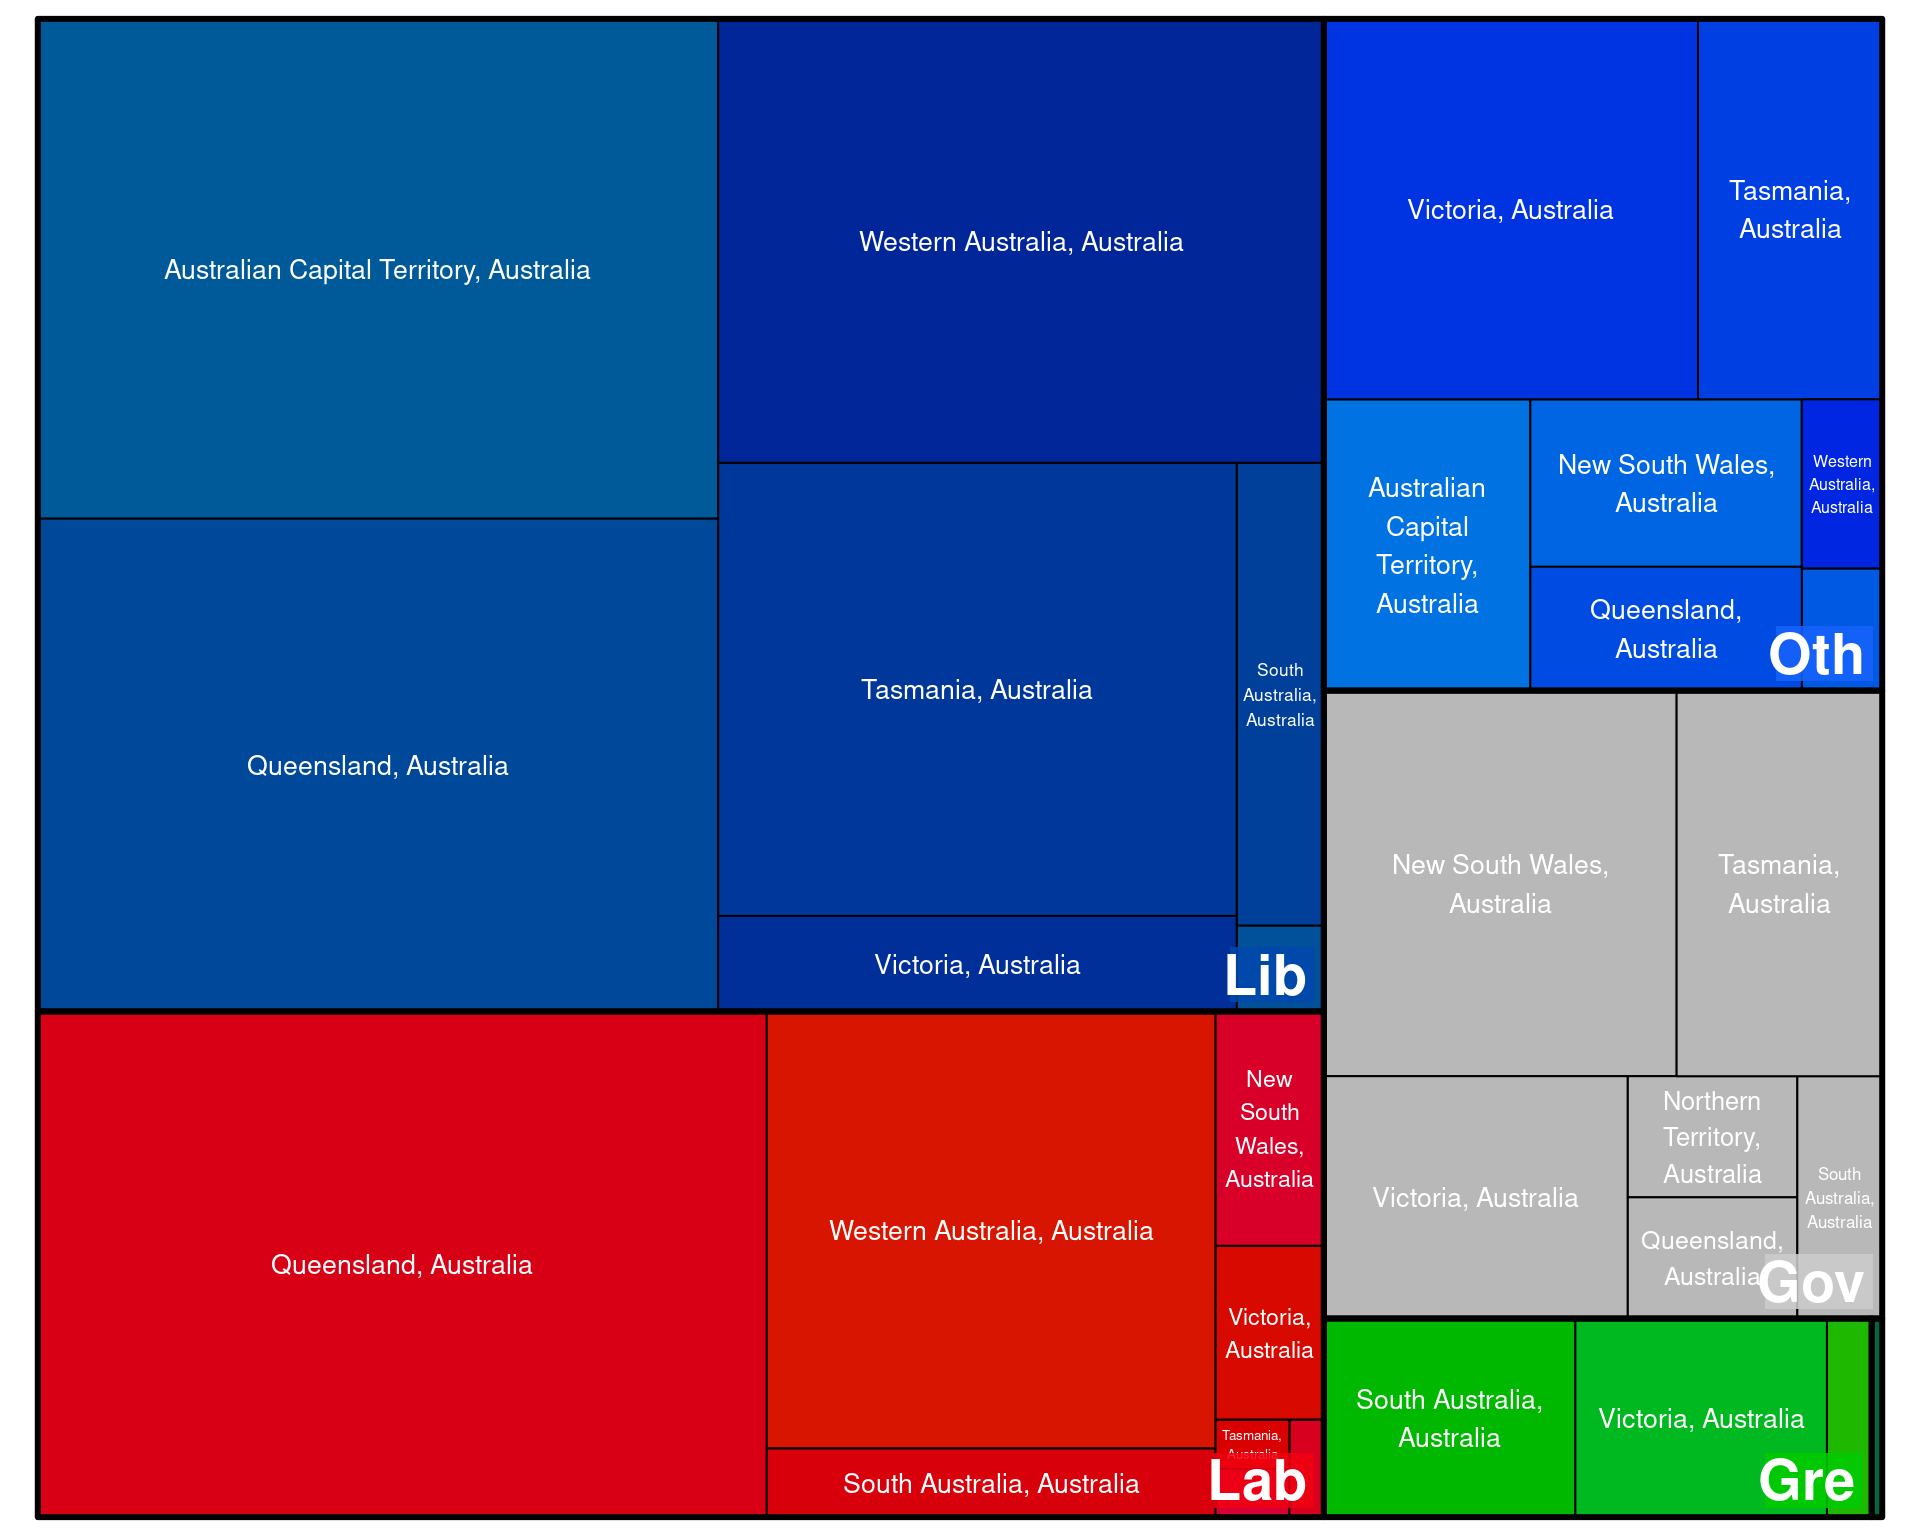 Australian Capital Territory, Australia
Western Australia, Australia
Queensland, Australia
Tasmania, Australia
South
Australia,
Australia
Victoria, Australia
Lib
Queensland, Australia
Western Australia, Australia
South Australia, Australia
New
South
Wales,
Australia
Victoria,
Australia
Tasmania,
Australia
Lab
Victoria, Australia
Tasmania,
Australia
Australian
Capital
Territory,
Australia
New South Wales,
Australia
Western
Australia,
Australia
Queensland,
Australia
Oth
New South Wales,
Australia
Tasmania,
Australia
Victoria, Australia
Northern
Territory,
Australia
Queensland,
Australia
South
Australia,
Australia
Gov
South Australia,
Australia
Victoria, Australia
Gre